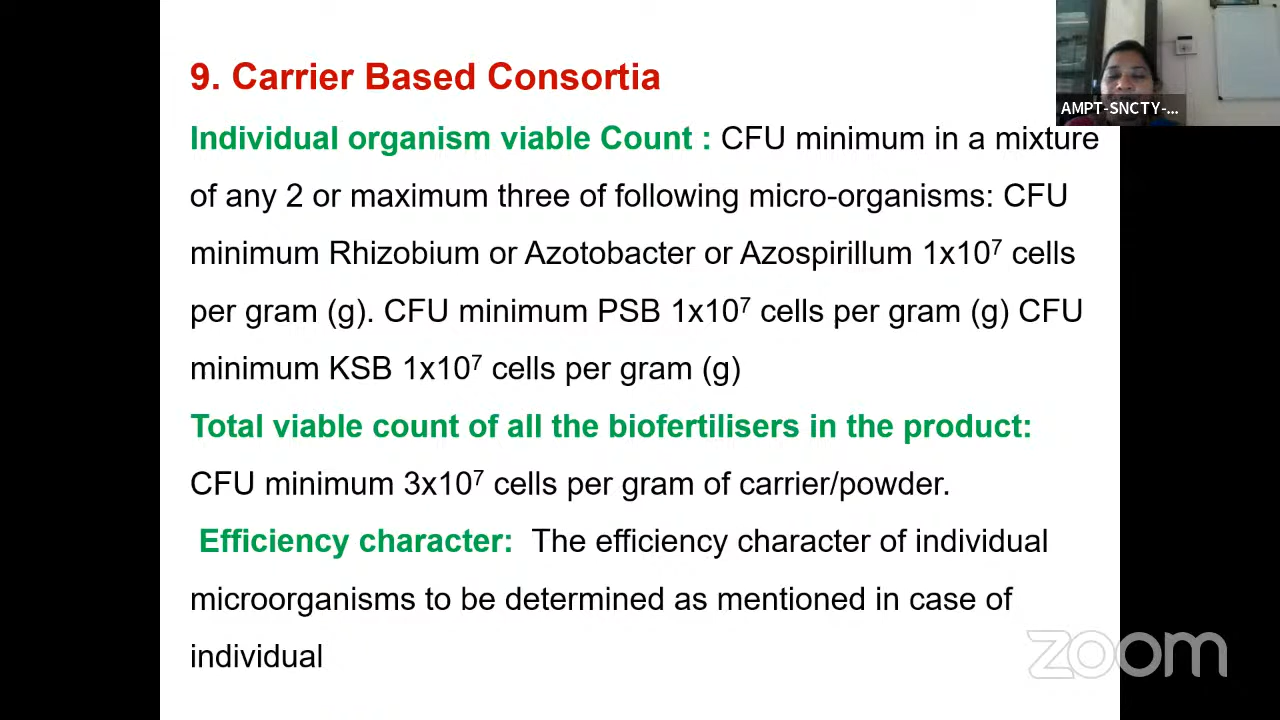 9. Carrier Based Consortia
AMPT-SNCTY-...
Individual organism viable Count : CFU minimum in a mixture
of any 2 or maximum three of following micro-organisms: CFU
minimum Rhizobium or Azotobacter or Azospirillum 1x10⁷ cells
per gram (g). CFU minimum PSB 1x10⁷ cells per gram (g) CFU
minimum KSB 1x10⁷ cells per gram (g)
Total viable count of all the biofertilisers in the product:
CFU minimum 3x10⁷ cells per gram of carrier/powder.
Efficiency character: The efficiency character of individual
microorganisms to be determined as mentioned in case of
individual
zoom